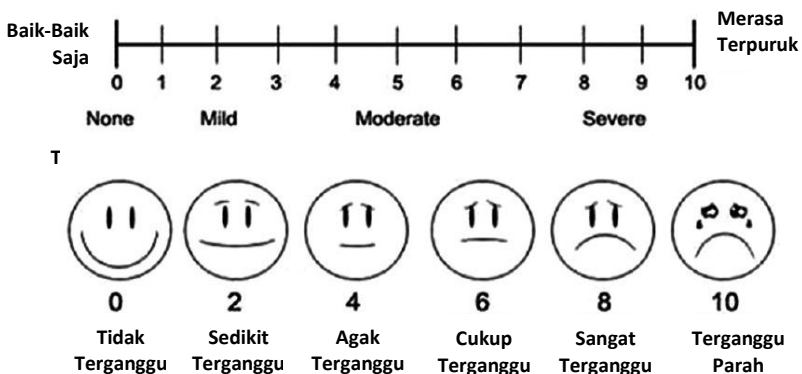 Baik-Baik Saja
Merasa Terpuruk
0 1 2 3 4 5 6 7 8 9 10
None Mild Moderate Severe
T
0 2 4 6 8 10
Tidak Terganggu
Sedikit Terganggu
Agak Terganggu
Cukup Terganggu
Sangat Terganggu
Terganggu Parah